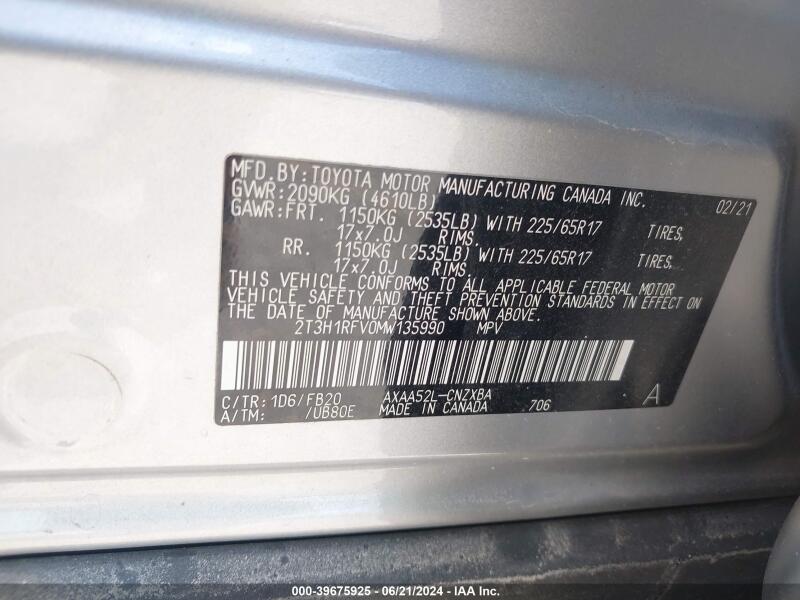 MFD.BY:TOYOTA MOTOR MANUFACTURING CANADA INC. 02/21
GVWR:2090KG (4610LB)
GAWR:FRT. 1150KG (2535LB) WITH 225/65R17 TIRES,
17x7.0J RIMS.
RR. 1150KG (2535LB) WITH 225/65R17 TIRES,
17x7.0J RIMS.
THIS VEHICLE CONFORMS TO ALL APPLICABLE FEDERAL MOTOR
VEHICLE SAFETY AND THEFT PREVENTION STANDARDS IN EFFECT ON
THE DATE OF MANUFACTURE SHOWN ABOVE.
2T3H1RFV0MW135990 MPV
C/TR:1D6/FB20 AXAA52L-CNZXBA A
A/TM: /UB80E MADE IN CANADA 706
000-39675925 - 06/21/2024 - IAA Inc.